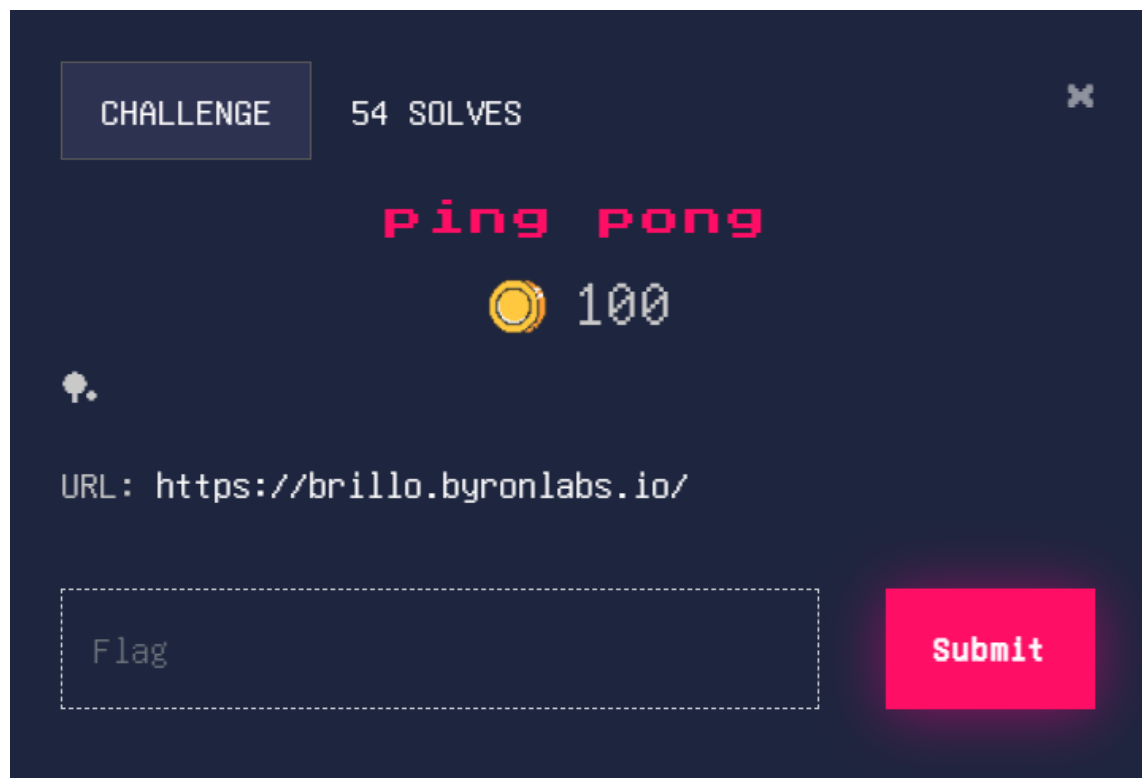 CHALLENGE 54 SOLVES
ping pong
100
URL: https://brillo.byronlabs.io/
Flag
Submit